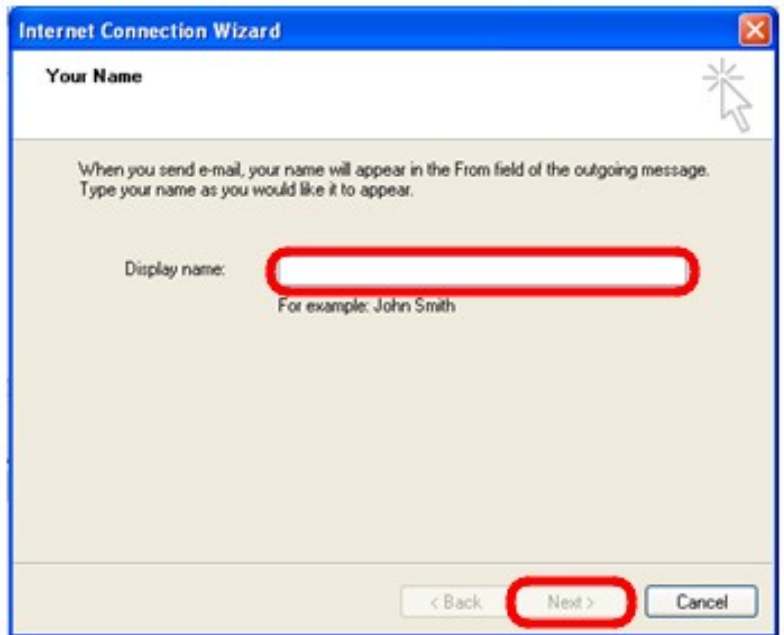 Internet Connection Wizard
Your Name
When you send e-mail, your name will appear in the From field of the outgoing message.
Type your name as you would like it to appear.
Display name:
For example: John Smith
< Back Next > Cancel